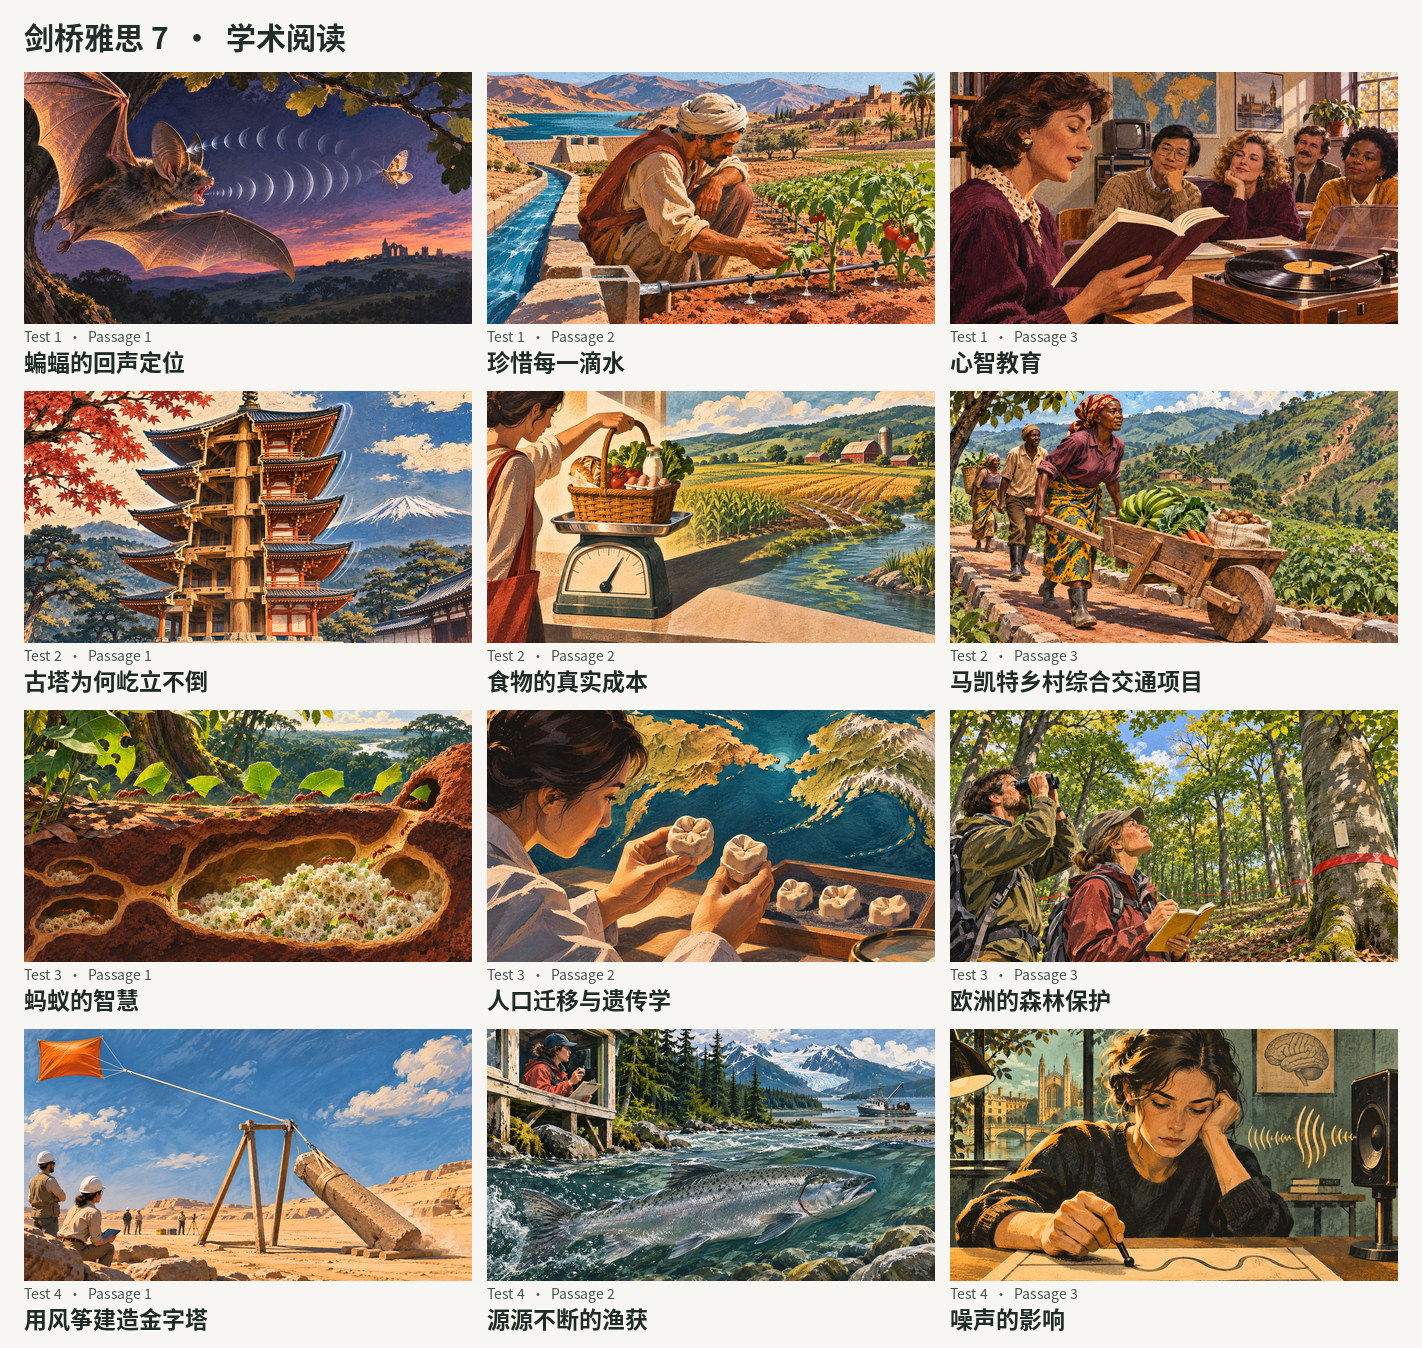 剑桥雅思 7 • 学术阅读
Test 1 • Passage 1
蝙蝠的回声定位
Test 1 • Passage 2
珍惜每一滴水
Test 1 • Passage 3
心智教育
Test 2 • Passage 1
古塔为何屹立不倒
Test 2 • Passage 2
食物的真实成本
Test 2 • Passage 3
马凯特乡村综合交通项目
Test 3 • Passage 1
蚂蚁的智慧
Test 3 • Passage 2
人口迁移与遗传学
Test 3 • Passage 3
欧洲的森林保护
Test 4 • Passage 1
用风筝建造金字塔
Test 4 • Passage 2
源源不断的渔获
Test 4 • Passage 3
噪声的影响